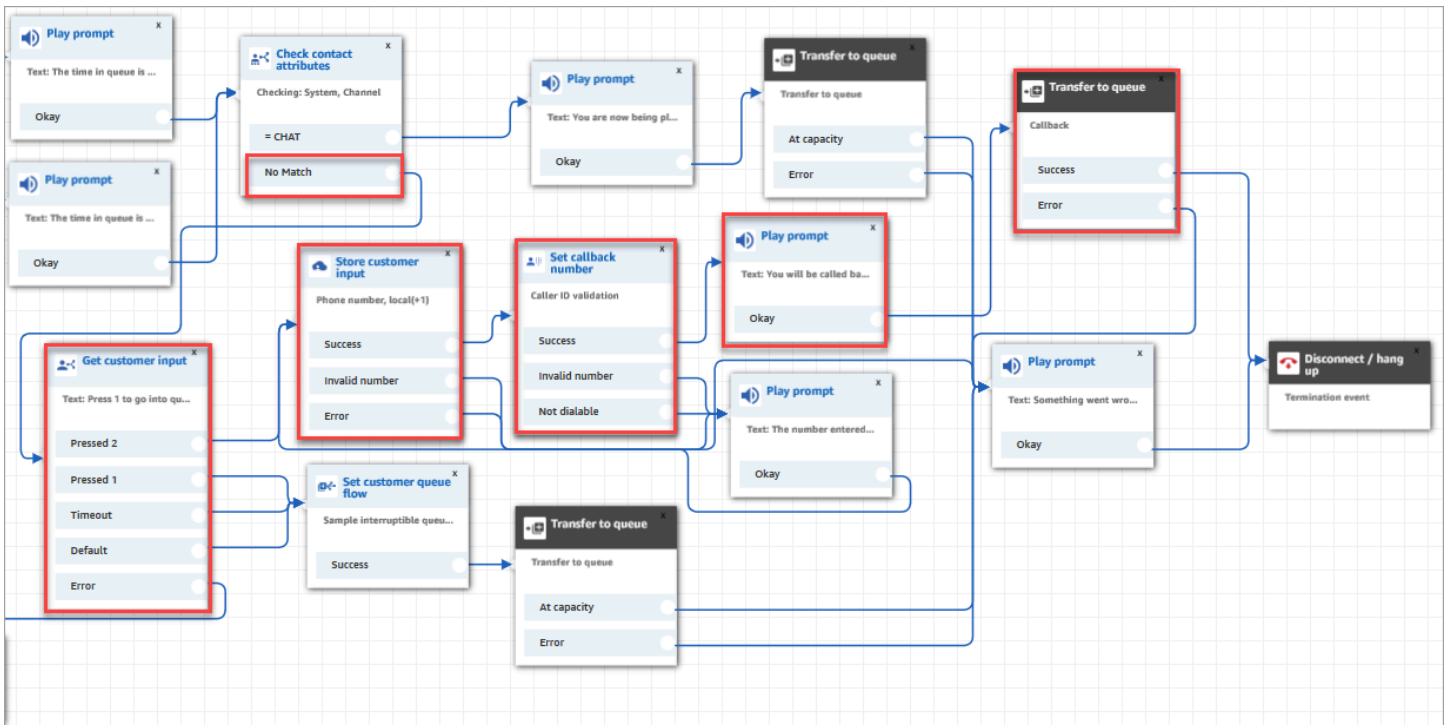 Play prompt
x
Text: The time in queue is ...
Okay
Play prompt
x
Text: The time in queue is ...
Okay
Check contact
attributes
x
Checking: System, Channel
= CHAT
No Match
Play prompt
x
Text: You are now being pl...
Okay
Transfer to queue
x
Transfer to queue
At capacity
Error
Transfer to queue
x
Callback
Success
Error
Get customer input
x
Text: Press 1 to go into qu...
Pressed 2
Pressed 1
Timeout
Default
Error
Store customer
input
x
Phone number, local(+1)
Success
Invalid number
Error
Set callback
number
x
Caller ID validation
Success
Invalid number
Not dialable
Play prompt
x
Text: You will be called ba...
Okay
Play prompt
x
Text: The number entered...
Okay
Play prompt
x
Text: Something went wro...
Okay
Disconnect / hang
up
x
Termination event
Set customer queue
flow
x
Sample interruptible queu...
Success
Transfer to queue
x
Transfer to queue
At capacity
Error